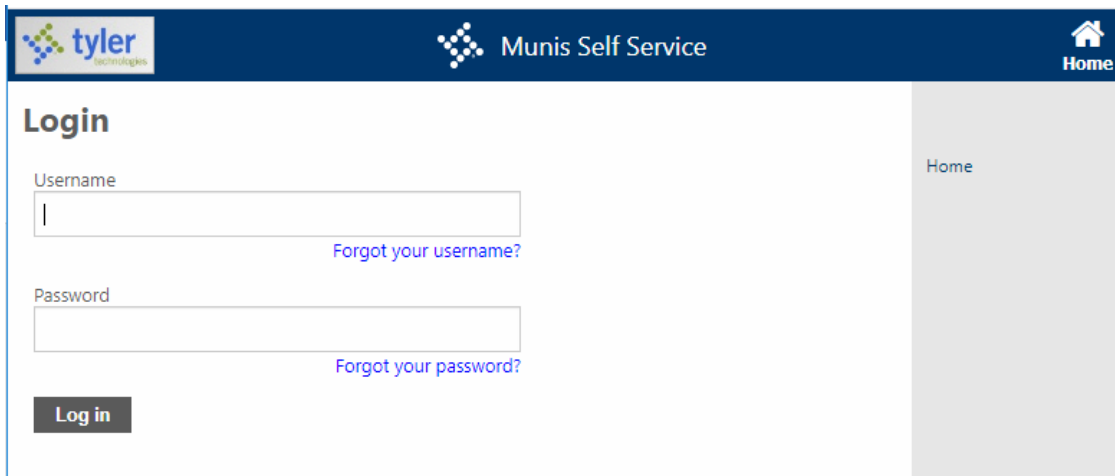 tyler
technologies
Munis Self Service
Home
Login
Home
Username
Forgot your username?
Password
Forgot your password?
Log in